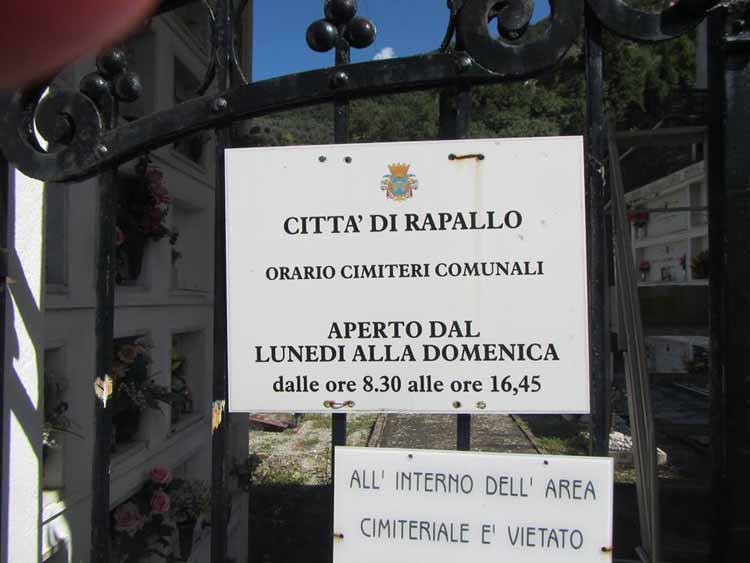 CITTA' DI RAPALLO
ORARIO CIMITERI COMUNALI
APERTO DAL
LUNEDI ALLA DOMENICA
dalle ore 8.30 alle ore 16,45
ALL' INTERNO DELL' AREA
CIMITERIALE E' VIETATO